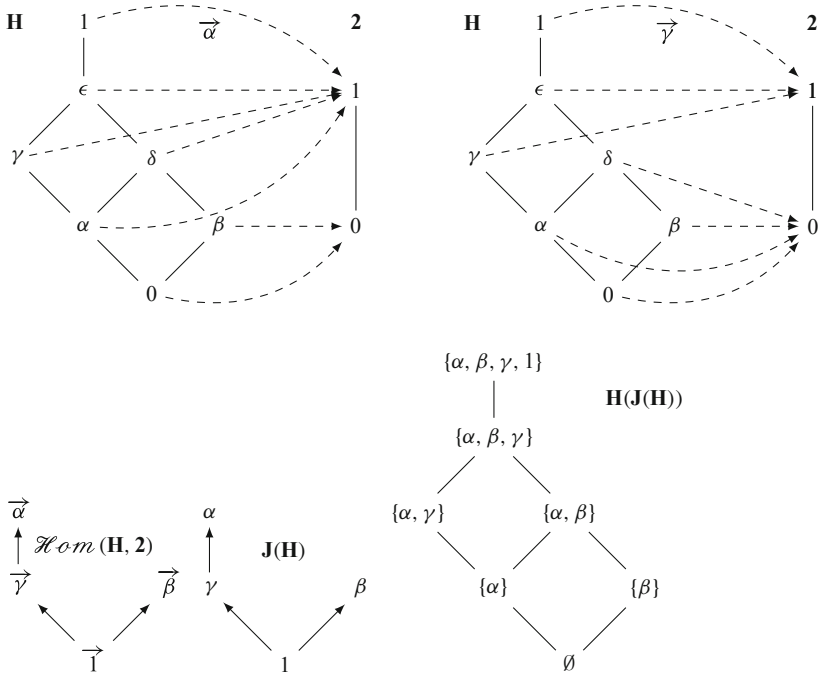 H 1 α 2
ϵ 1
γ δ
α β 0
0
H 1 γ 2
ϵ 1
γ δ
α β 0
0
{α, β, γ, 1}
H(J(H))
{α, β, γ}
{α, γ} {α, β}
{α} {β}
∅
α
ℋom(H, 2)
γ β
1
α
J(H)
γ β
1